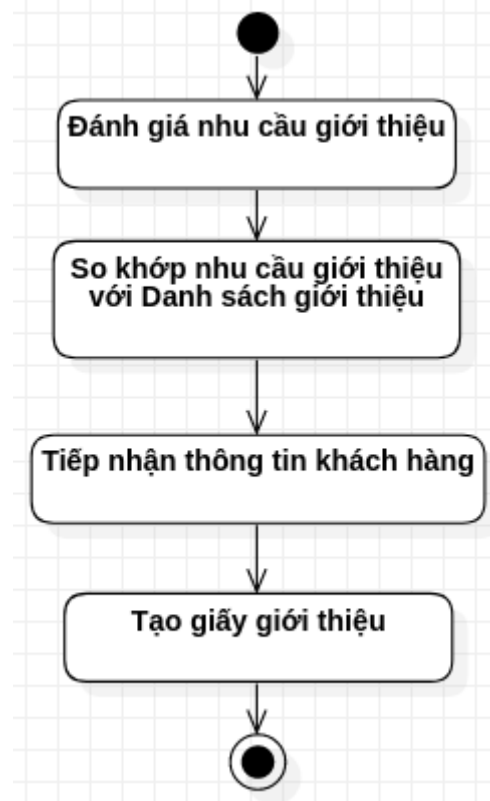 Đánh giá nhu cầu giới thiệu
So khớp nhu cầu giới thiệu
với Danh sách giới thiệu
Tiếp nhận thông tin khách hàng
Tạo giấy giới thiệu